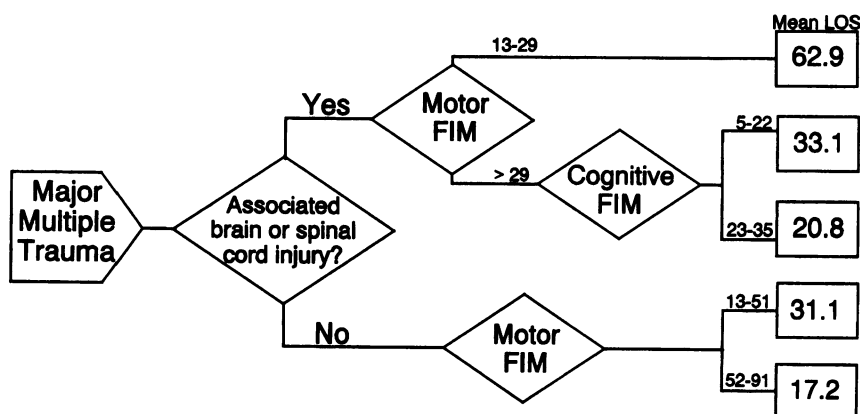 Mean LOS
13-29
62.9
Yes
Motor
FIM
5-22
33.1
> 29
Cognitive
FIM
Major
Multiple
Trauma
Associated
brain or spinal
cord injury?
23-35
20.8
13-51
31.1
No
Motor
FIM
52-91
17.2